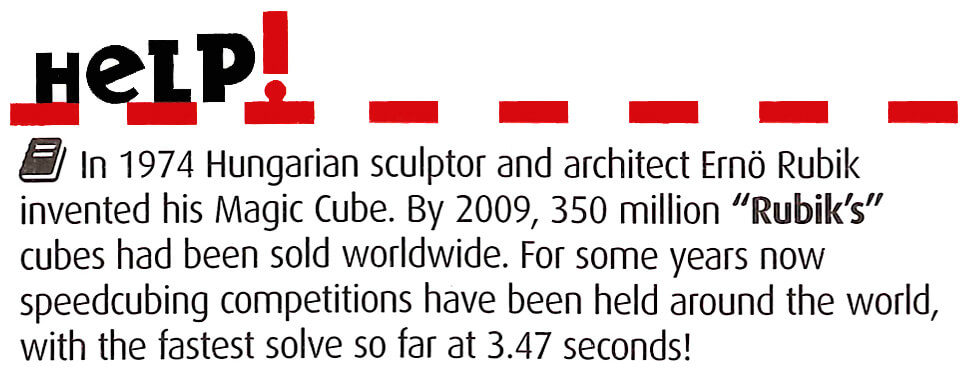 HeLP!
In 1974 Hungarian sculptor and architect Ernö Rubik
invented his Magic Cube. By 2009, 350 million “Rubik’s”
cubes had been sold worldwide. For some years now
speedcubing competitions have been held around the world,
with the fastest solve so far at 3.47 seconds!